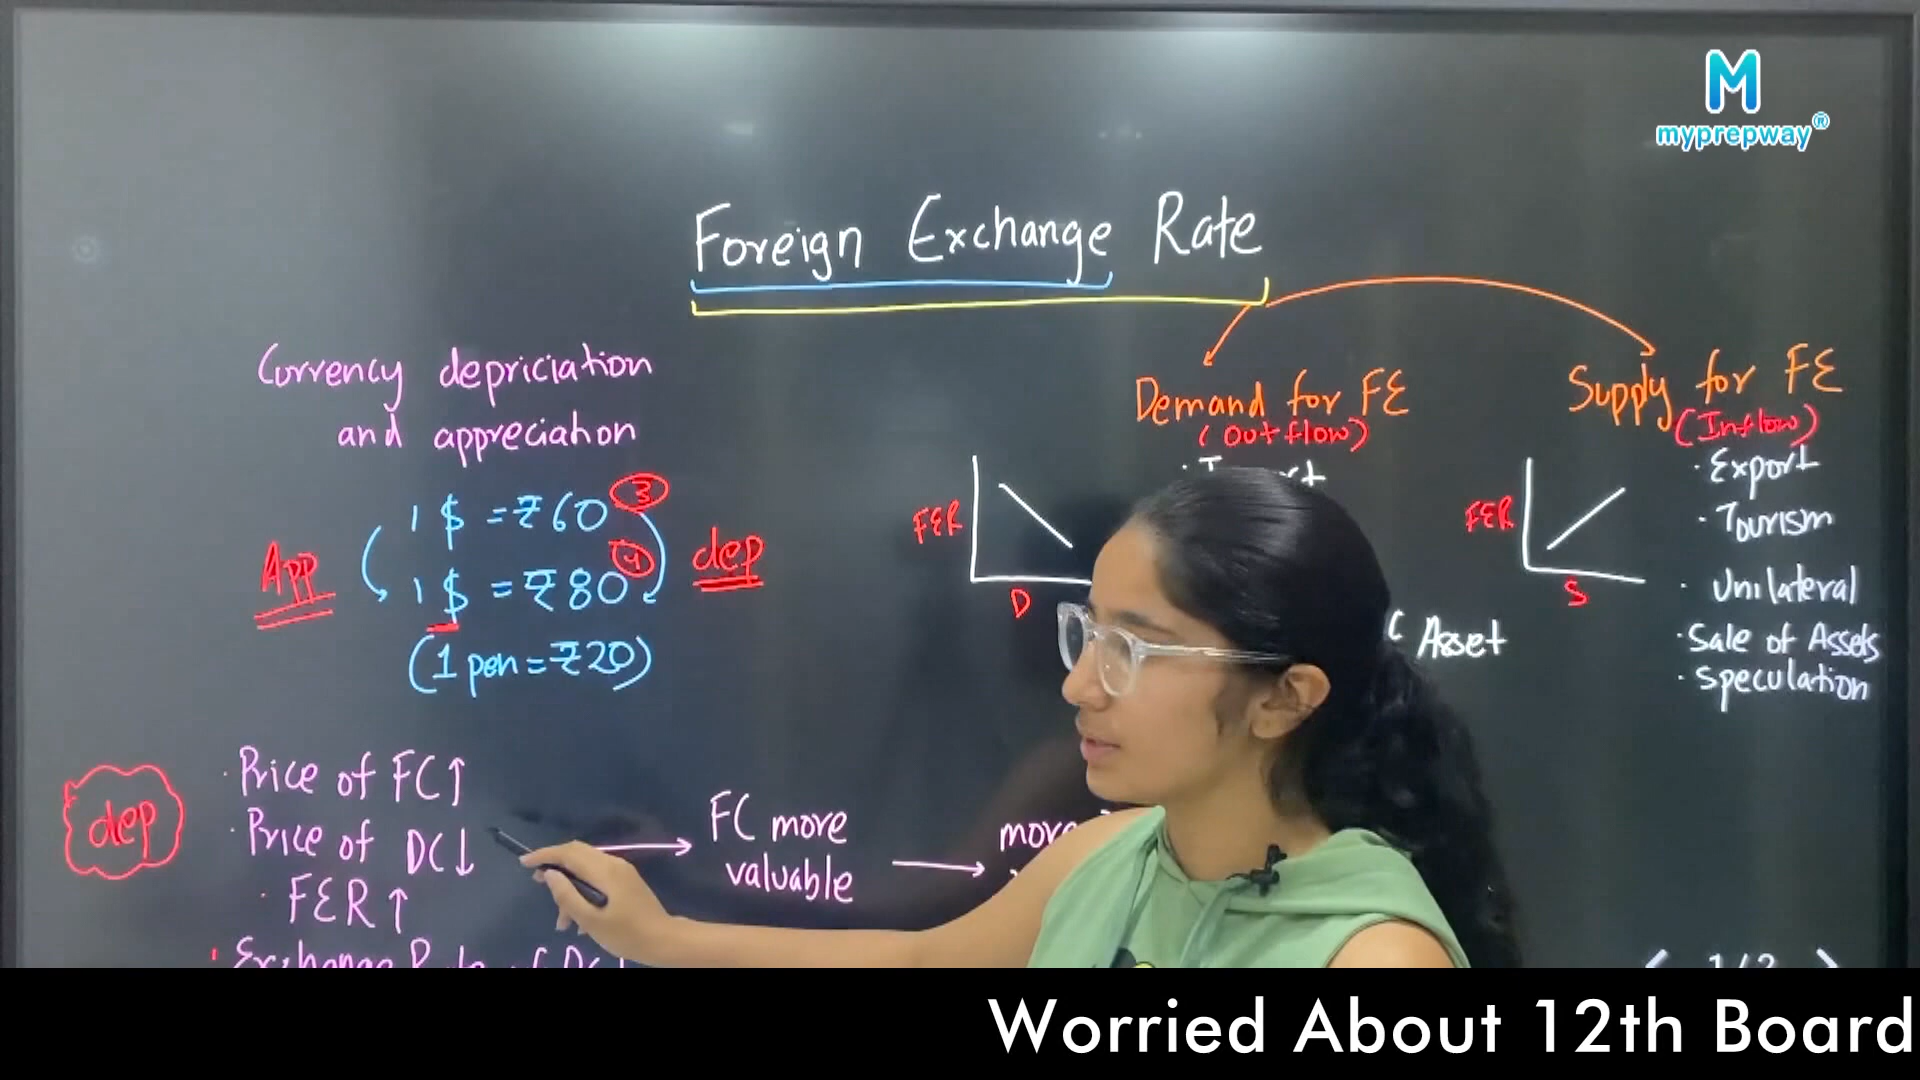 M
myprepway®
Foreign Exchange Rate
Currency depriciation
and appreciation
1 $ = ₹60 3
1 $ = ₹80 4
(1 pen = ₹20)
App
dep
Demand for FE
(Outflow)
FER
D
Asset
Supply for FE
(Inflow)
FER
S
· Export
· Tourism
· Unilateral
· Sale of Assets
· Speculation
dep
· Price of FC↑
· Price of DC↓
· FER↑
FC more
valuable
Worried About 12th Board